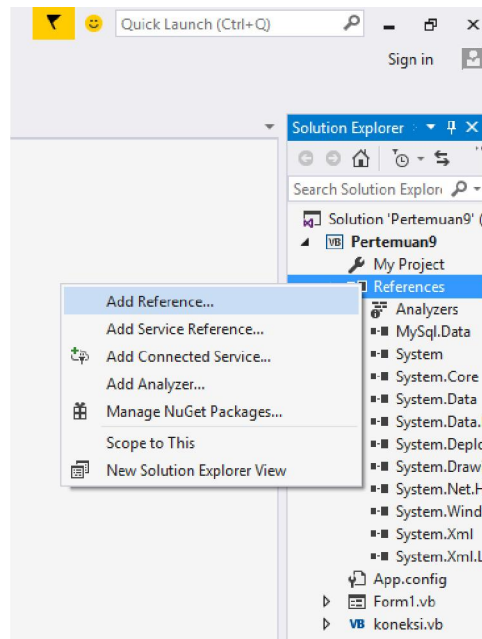 Quick Launch (Ctrl+Q)
Sign in
Solution Explorer
Search Solution Explor
Solution 'Pertemuan9' (
VB Pertemuan9
My Project
References
Analyzers
MySql.Data
System
System.Core
System.Data
System.Data.
System.Deplo
System.Draw
System.Net.H
System.Wind
System.Xml
System.Xml.L
App.config
Form1.vb
VB koneksi.vb
Add Reference...
Add Service Reference...
Add Connected Service...
Add Analyzer...
Manage NuGet Packages...
Scope to This
New Solution Explorer View